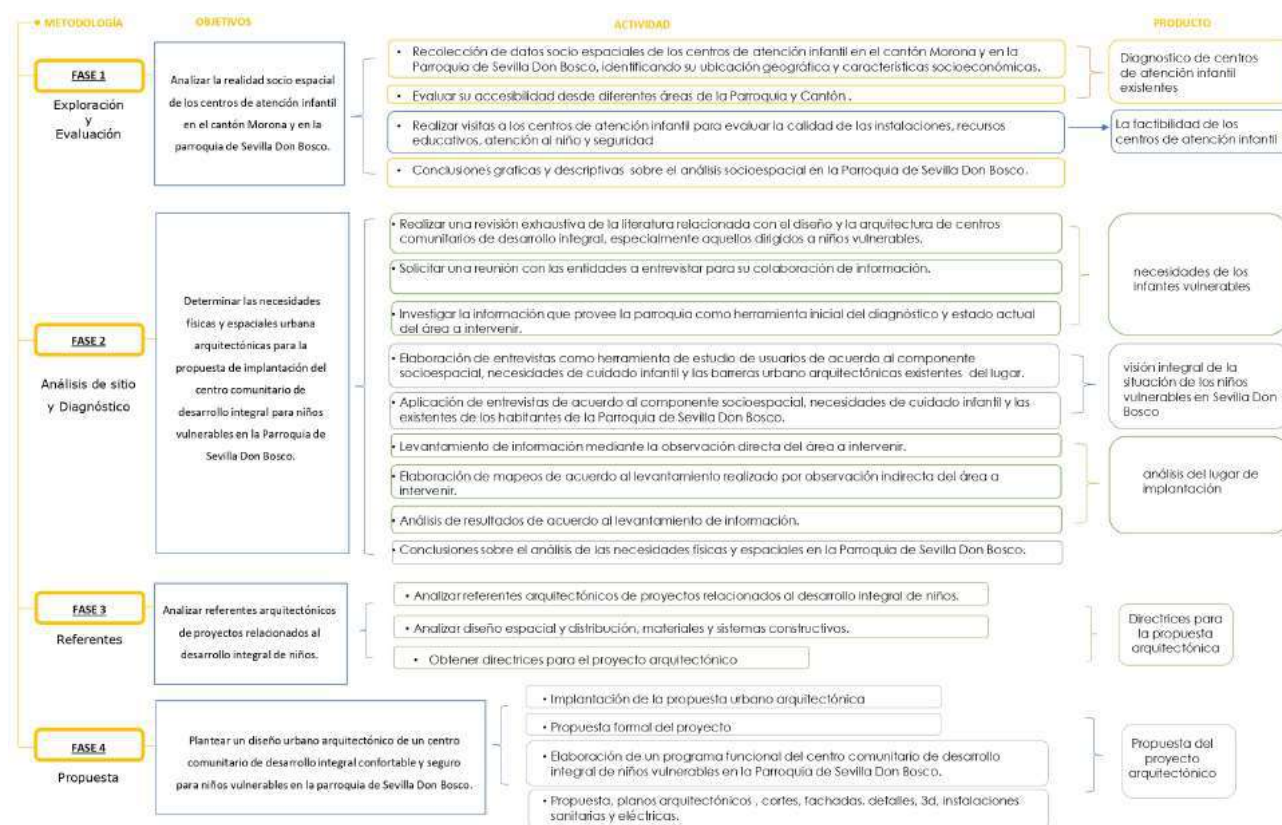 METODOLOGÍA
OBJETIVOS
ACTIVIDAD
PRODUCTO
FASE 1
Exploración
y
Evaluación
Analizar la realidad socio espacial
de los centros de atención infantil
en el cantón Morona y en la
parroquia de Sevilla Don Bosco.
• Recolección de datos socio espaciales de los centros de atención infantil en el cantón Morona y en la
Parroquia de Sevilla Don Bosco, identificando su ubicación geográfica y características socioeconómicas.
• Evaluar su accesibilidad desde diferentes áreas de la Parroquia y Cantón .
• Realizar visitas a los centros de atención infantil para evaluar la calidad de las instalaciones, recursos
educativos, atención al niño y seguridad
• Conclusiones graficas y descriptivas sobre el análisis socioespacial en la Parroquia de Sevilla Don Bosco.
Diagnostico de centros
de atención infantil
existentes
La factibilidad de los
centros de atención infantil
FASE 2
Análisis de sitio
y Diagnóstico
Determinar las necesidades
físicas y espaciales urbana
arquitectónicas para la
propuesta de implantación del
centro comunitario de
desarrollo integral para niños
vulnerables en la Parroquia de
Sevilla Don Bosco.
• Realizar una revisión exhaustiva de la literatura relacionada con el diseño y la arquitectura de centros
comunitarios de desarrollo integral, especialmente aquellos dirigidos a niños vulnerables.
• Solicitar una reunión con las entidades a entrevistar para su colaboración de información.
• Investigar la información que provee la parroquia como herramienta inicial del diagnóstico y estado actual
del área a intervenir.
• Elaboración de entrevistas como herramienta de estudio de usuarios de acuerdo al componente
socioespacial, necesidades de cuidado infantil y las barreras urbano arquitectónicas existentes del lugar.
• Aplicación de entrevistas de acuerdo al componente socioespacial, necesidades de cuidado infantil y las
existentes de los habitantes de la Parroquia de Sevilla Don Bosco.
• Levantamiento de información mediante la observación directa del área a intervenir.
• Elaboración de mapeos de acuerdo al levantamiento realizado por observación indirecta del área a
intervenir.
• Análisis de resultados de acuerdo al levantamiento de información.
• Conclusiones sobre el análisis de las necesidades físicas y espaciales en la Parroquia de Sevilla Don Bosco.
necesidades de los
infantes vulnerables
visión integral de la
situación de los niños
vulnerables en Sevilla Don
Bosco
análisis del lugar de
implantación
FASE 3
Referentes
Analizar referentes arquitectónicos
de proyectos relacionados al
desarrollo integral de niños.
• Analizar referentes arquitectónicos de proyectos relacionados al desarrollo integral de niños.
• Analizar diseño espacial y distribución, materiales y sistemas constructivos.
• Obtener directrices para el proyecto arquitectónico
Directrices para
la propuesta
arquitectónica
FASE 4
Propuesta
Plantear un diseño urbano arquitectónico de un centro
comunitario de desarrollo integral confortable y seguro
para niños vulnerables en la parroquia de Sevilla Don Bosco.
• Implantación de la propuesta urbano arquitectónica
• Propuesta formal del proyecto
• Elaboración de un programa funcional del centro comunitario de desarrollo
integral de niños vulnerables en la Parroquia de Sevilla Don Bosco.
• Propuesta, planos arquitectónicos , cortes, fachadas. detalles, 3d, instalaciones
sanitarias y eléctricas.
Propuesta del
proyecto
arquitectónico